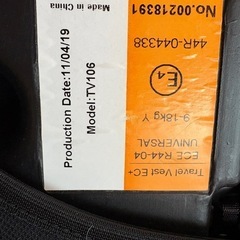 Made in China
Production Date:11/04/19
Model:TV106
No.00218391
44R-044338
E4
9-18kg Y
UNIVERSAL
ECE R44-04
Travel Vest EC+